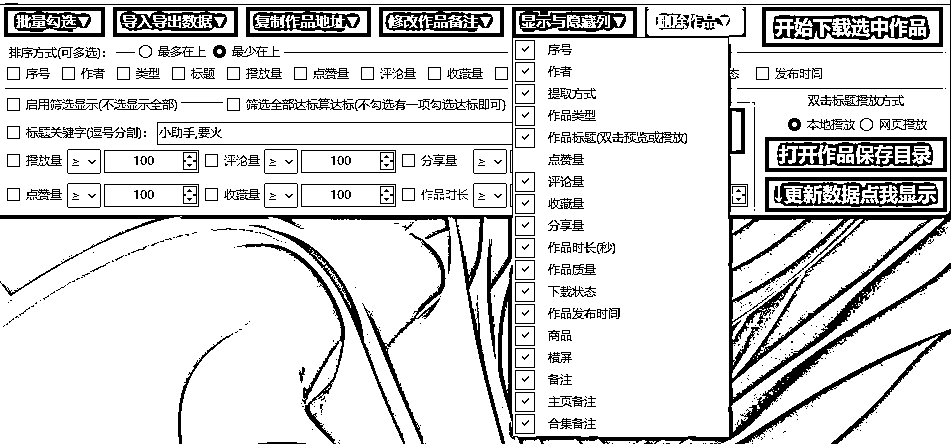 批量勾选▽ 导入导出数据▽ 复制作品地址▽ 修改作品备注▽ 显示与隐藏列▽ 删除作品▽ 开始下载选中作品
排序方式(可多选): 最多在上 最少在上
序号 作者 类型 标题 播放量 点赞量 评论量 收藏量 态 发布时间
启用筛选显示(不选显示全部) 筛选全部达标算达标(不勾选有一项勾选达标即可) 双击标题播放方式
标题关键字(逗号分割): 小助手,要火 本地播放 网页播放
播放量 ≥ 100 评论量 ≥ 100 分享量 ≥ 打开作品保存目录
点赞量 ≥ 100 收藏量 ≥ 100 作品时长 ≥ ↓更新数据点我显示
序号
作者
提取方式
作品类型
作品标题(双击预览或播放)
点赞量
评论量
收藏量
分享量
作品时长(秒)
作品质量
下载状态
作品发布时间
商品
横屏
备注
主页备注
合集备注